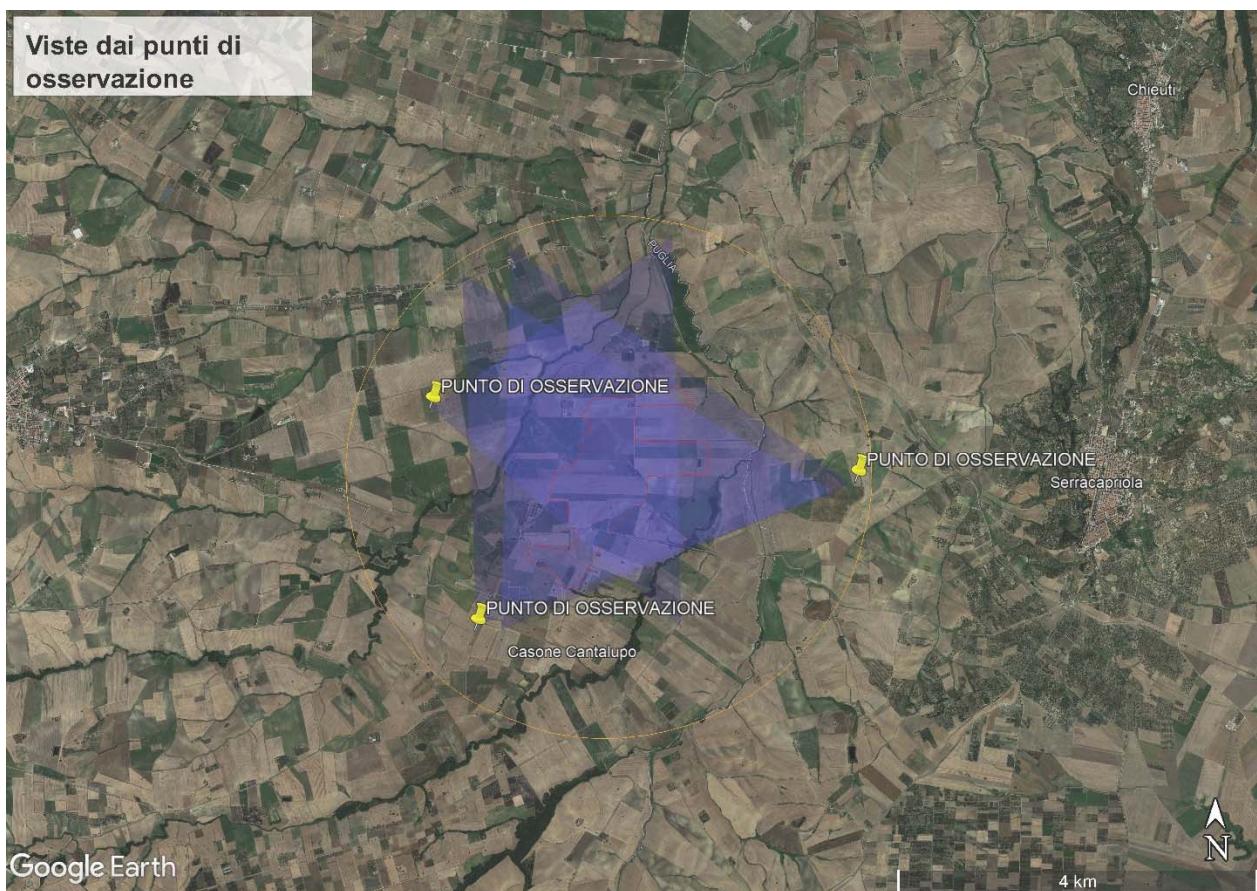 Viste dai punti di
osservazione
Chieuti
PUGLIA
PUNTO DI OSSERVAZIONE
PUNTO DI OSSERVAZIONE
Serracapriola
PUNTO DI OSSERVAZIONE
Casone Cantalupo
N
Google Earth
4 km